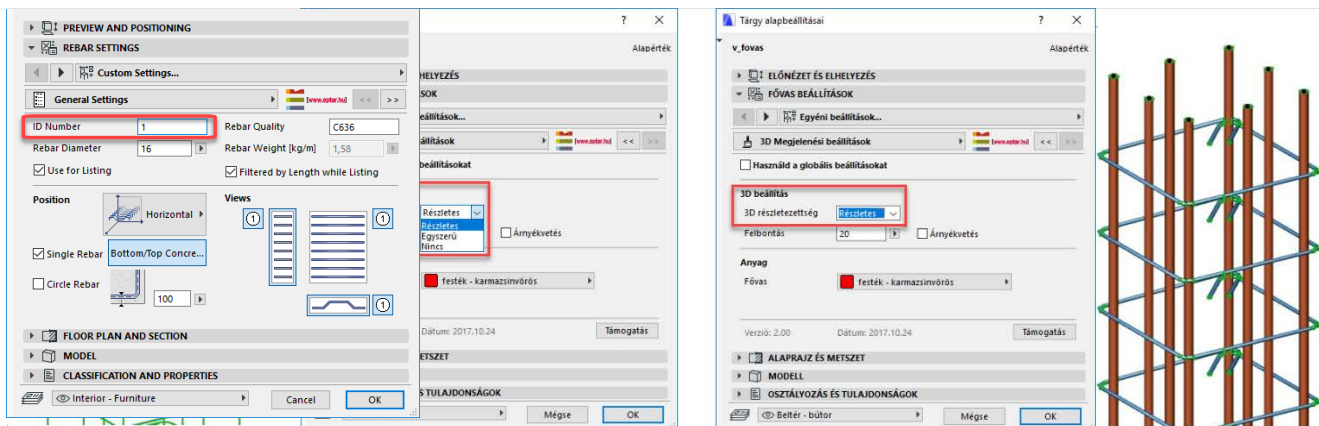 PREVIEW AND POSITIONING
REBAR SETTINGS
Custom Settings...
General Settings
[www.eptar.hu]
<< >>
ID Number 1 Rebar Quality C636
Rebar Diameter 16 Rebar Weight [kg/m] 1,58
Use for Listing Filtered by Length while Listing
Position Horizontal Views
1 1
Single Rebar Bottom/Top Concre...
Circle Rebar
100 1
FLOOR PLAN AND SECTION
MODEL
CLASSIFICATION AND PROPERTIES
Interior - Furniture Cancel OK
? ×
Alapérték
HELYEZÉS
SOK
eállítások...
állítások [www.eptar.hu] << >>
beállításokat
Részletes
Részletes
Egyszerű
Nincs
Árnyékvetés
festék - karmazsinvörös
Dátum: 2017.10.24 Támogatás
ETSZET
S TULAJDONSÁGOK
Mégse OK
Tárgy alapbeállításai ? ×
v_fovas Alapérték
ELŐNÉZET ÉS ELHELYEZÉS
FŐVAS BEÁLLÍTÁSOK
Egyéni beállítások...
3D Megjelenési beállítások [www.eptar.hu] << >>
Használd a globális beállításokat
3D beállítás
3D részletezettség Részletes
Felbontás 20 Árnyékvetés
Anyag
Fővas festék - karmazsinvörös
Verzió: 2.00 Dátum: 2017.10.24 Támogatás
ALAPRAJZ ÉS METSZET
MODELL
OSZTÁLYOZÁS ÉS TULAJDONSÁGOK
Beltér - bútor Mégse OK